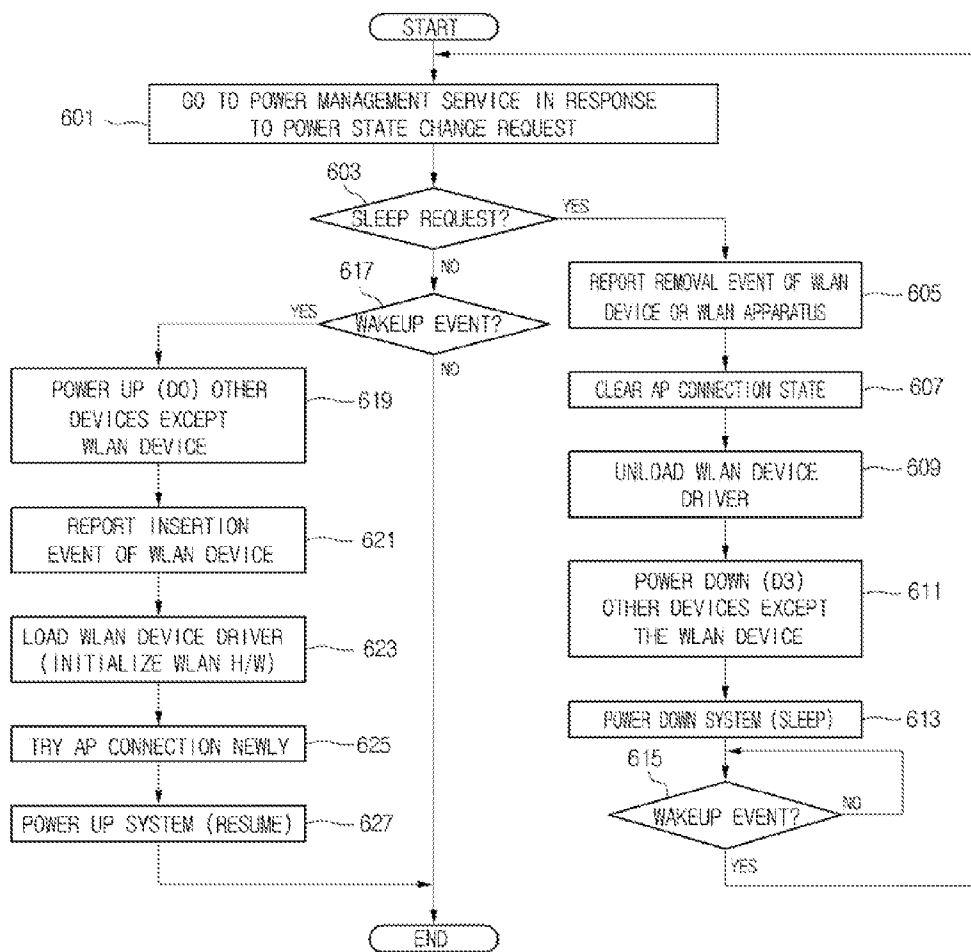 START
601
GO TO POWER MANAGEMENT SERVICE IN RESPONSE
TO POWER STATE CHANGE REQUEST
603
SLEEP REQUEST?
YES
NO
617
WAKEUP EVENT?
YES
NO
POWER UP (D0) OTHER
DEVICES EXCEPT
WLAN DEVICE
619
REPORT INSERTION
EVENT OF WLAN DEVICE
621
LOAD WLAN DEVICE DRIVER
(INITIALIZE WLAN H/W)
623
TRY AP CONNECTION NEWLY
625
POWER UP SYSTEM (RESUME)
627
REPORT REMOVAL EVENT OF WLAN
DEVICE OR WLAN APPARATUS
605
CLEAR AP CONNECTION STATE
607
UNLOAD WLAN DEVICE
DRIVER
609
POWER DOWN (D3)
OTHER DEVICES EXCEPT
THE WLAN DEVICE
611
POWER DOWN SYSTEM (SLEEP)
613
615
WAKEUP EVENT?
NO
YES
END